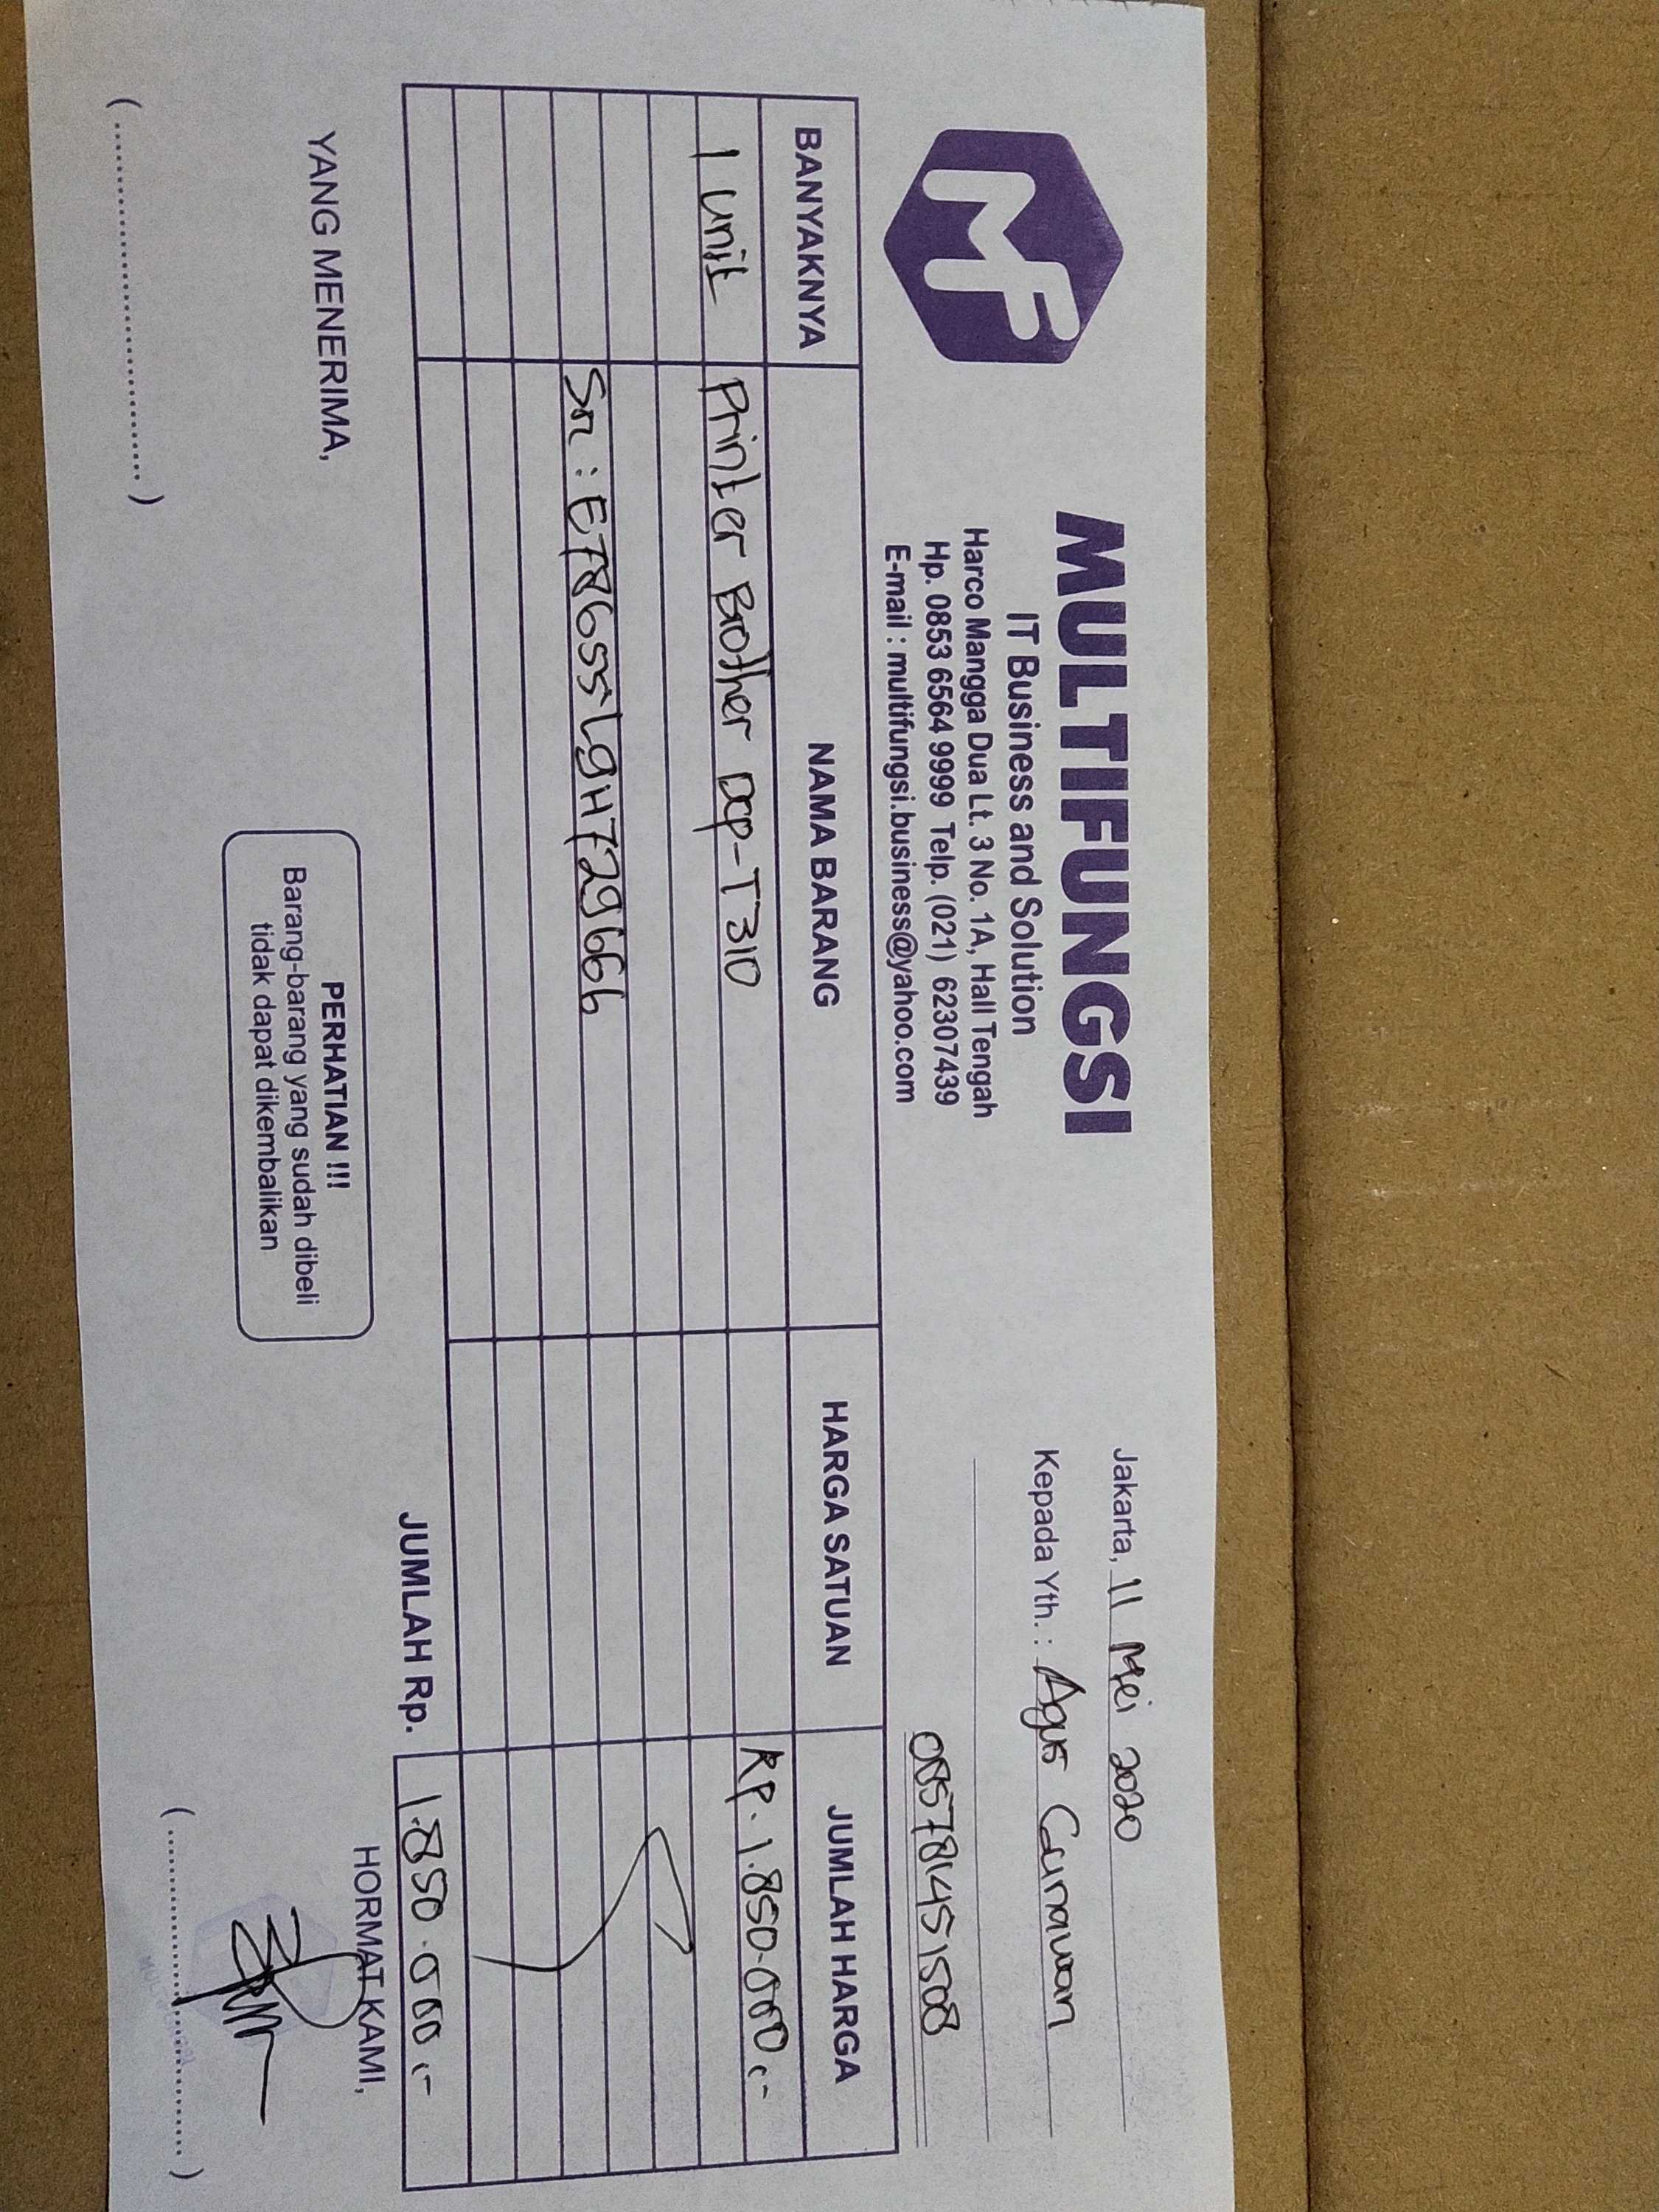 MF
MULTIFUNGSI
IT Business and Solution
Harco Mangga Dua Lt. 3 No. 1A, Hall Tengah
Hp. 0853 6564 9999 Telp. (021) 62307439
E-mail : multifungsi.business@yahoo.com
Jakarta, 11 Mei 2020
Kepada Yth. : Agus Gunawan
085781451508
BANYAKNYA NAMA BARANG HARGA SATUAN JUMLAH HARGA
1 unit Printer Brother Dcp-T310 Rp. 1.850.000,-
Sn : E78655L9H729666
JUMLAH Rp. 1.850.000,-
YANG MENERIMA,
HORMAT KAMI,
PERHATIAN !!!
Barang-barang yang sudah dibeli
tidak dapat dikembalikan
(........................) (........................)